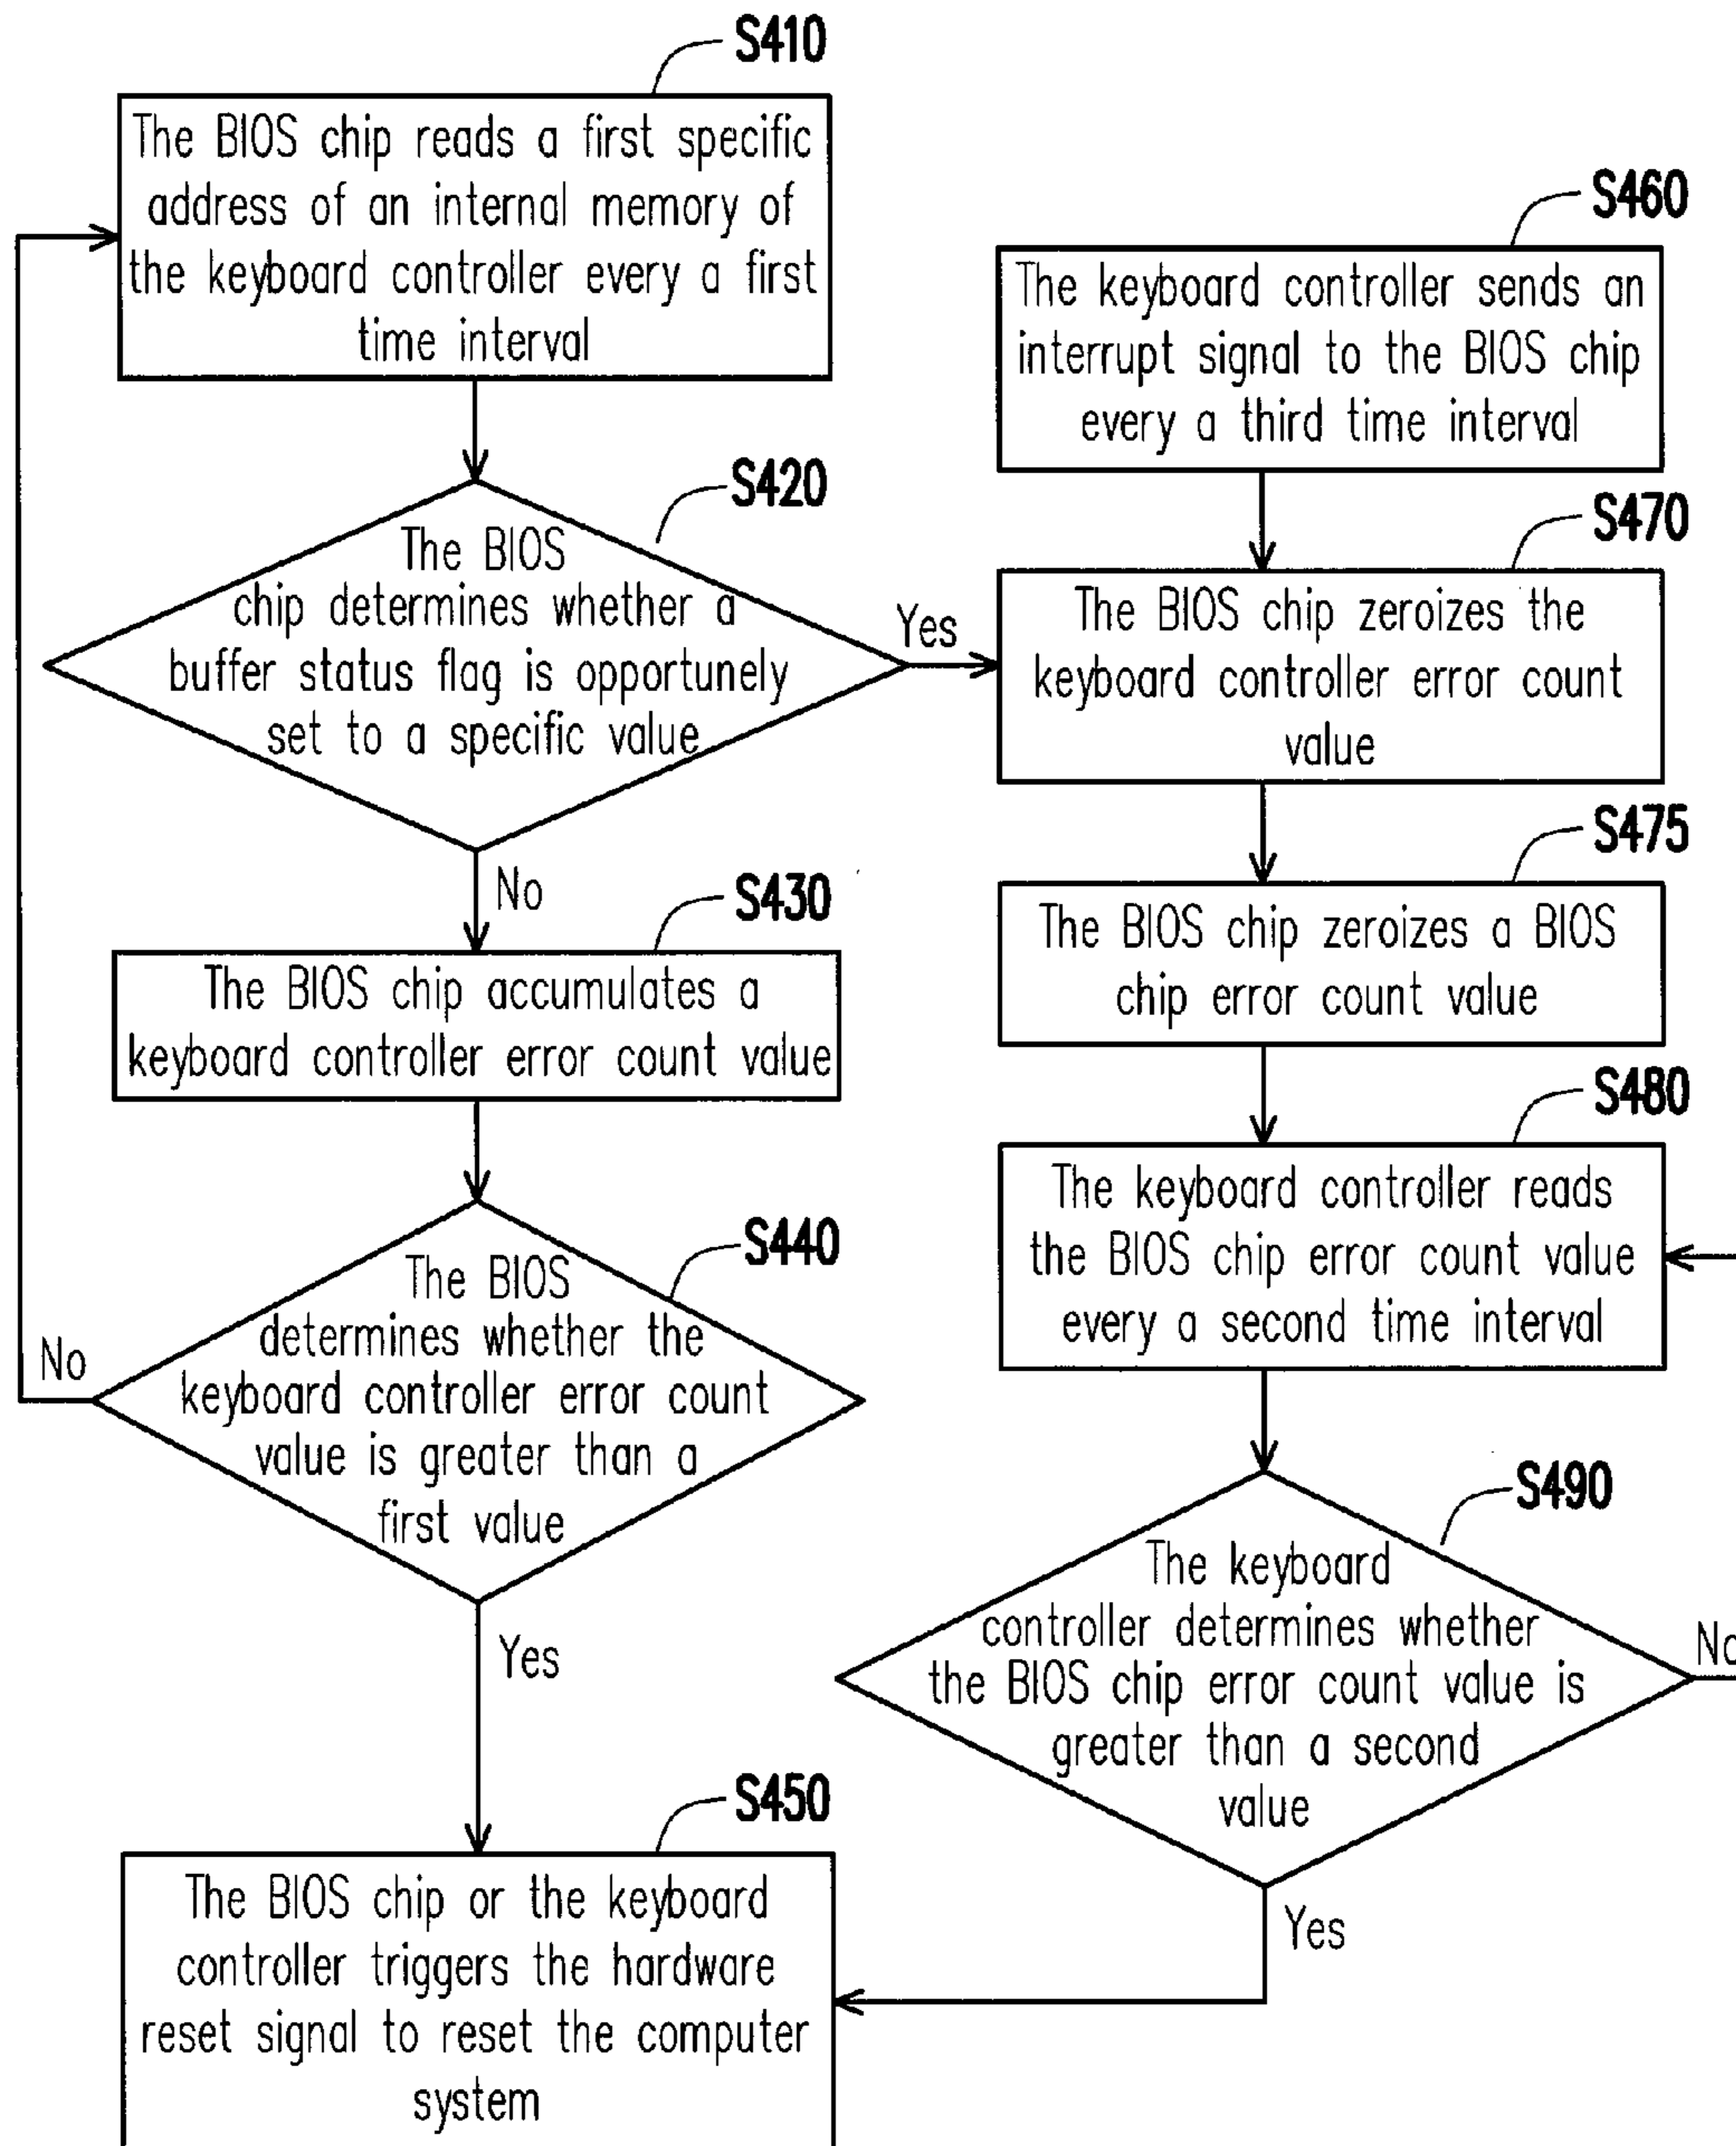 S410
The BIOS chip reads a first specific
address of an internal memory of
the keyboard controller every a first
time interval
S420
The BIOS
chip determines whether a
buffer status flag is opportunely
set to a specific value
Yes
No
S430
The BIOS chip accumulates a
keyboard controller error count value
S440
The BIOS
determines whether the
keyboard controller error count
value is greater than a
first value
No
Yes
S450
The BIOS chip or the keyboard
controller triggers the hardware
reset signal to reset the computer
system
S460
The keyboard controller sends an
interrupt signal to the BIOS chip
every a third time interval
S470
The BIOS chip zeroizes the
keyboard controller error count
value
S475
The BIOS chip zeroizes a BIOS
chip error count value
S480
The keyboard controller reads
the BIOS chip error count value
every a second time interval
S490
The keyboard
controller determines whether
the BIOS chip error count value is
greater than a second
value
No
Yes